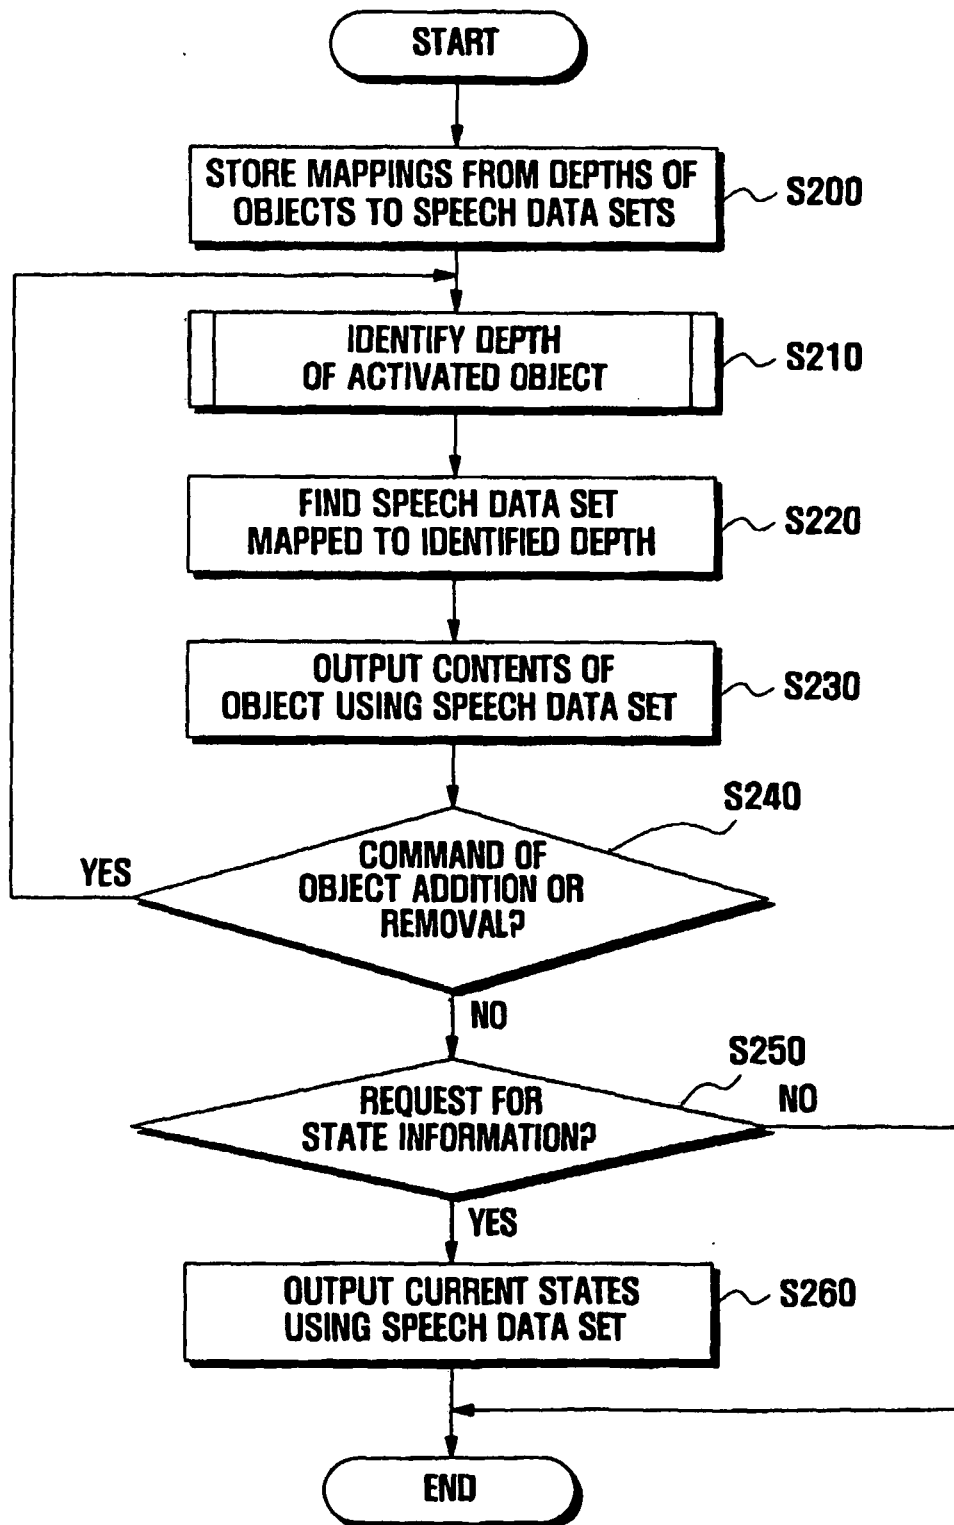 START
STORE MAPPINGS FROM DEPTHS OF
OBJECTS TO SPEECH DATA SETS
S200
IDENTIFY DEPTH
OF ACTIVATED OBJECT
S210
FIND SPEECH DATA SET
MAPPED TO IDENTIFIED DEPTH
S220
OUTPUT CONTENTS OF
OBJECT USING SPEECH DATA SET
S230
S240
COMMAND OF
OBJECT ADDITION OR
REMOVAL?
YES
NO
S250
REQUEST FOR
STATE INFORMATION?
NO
YES
OUTPUT CURRENT STATES
USING SPEECH DATA SET
S260
END